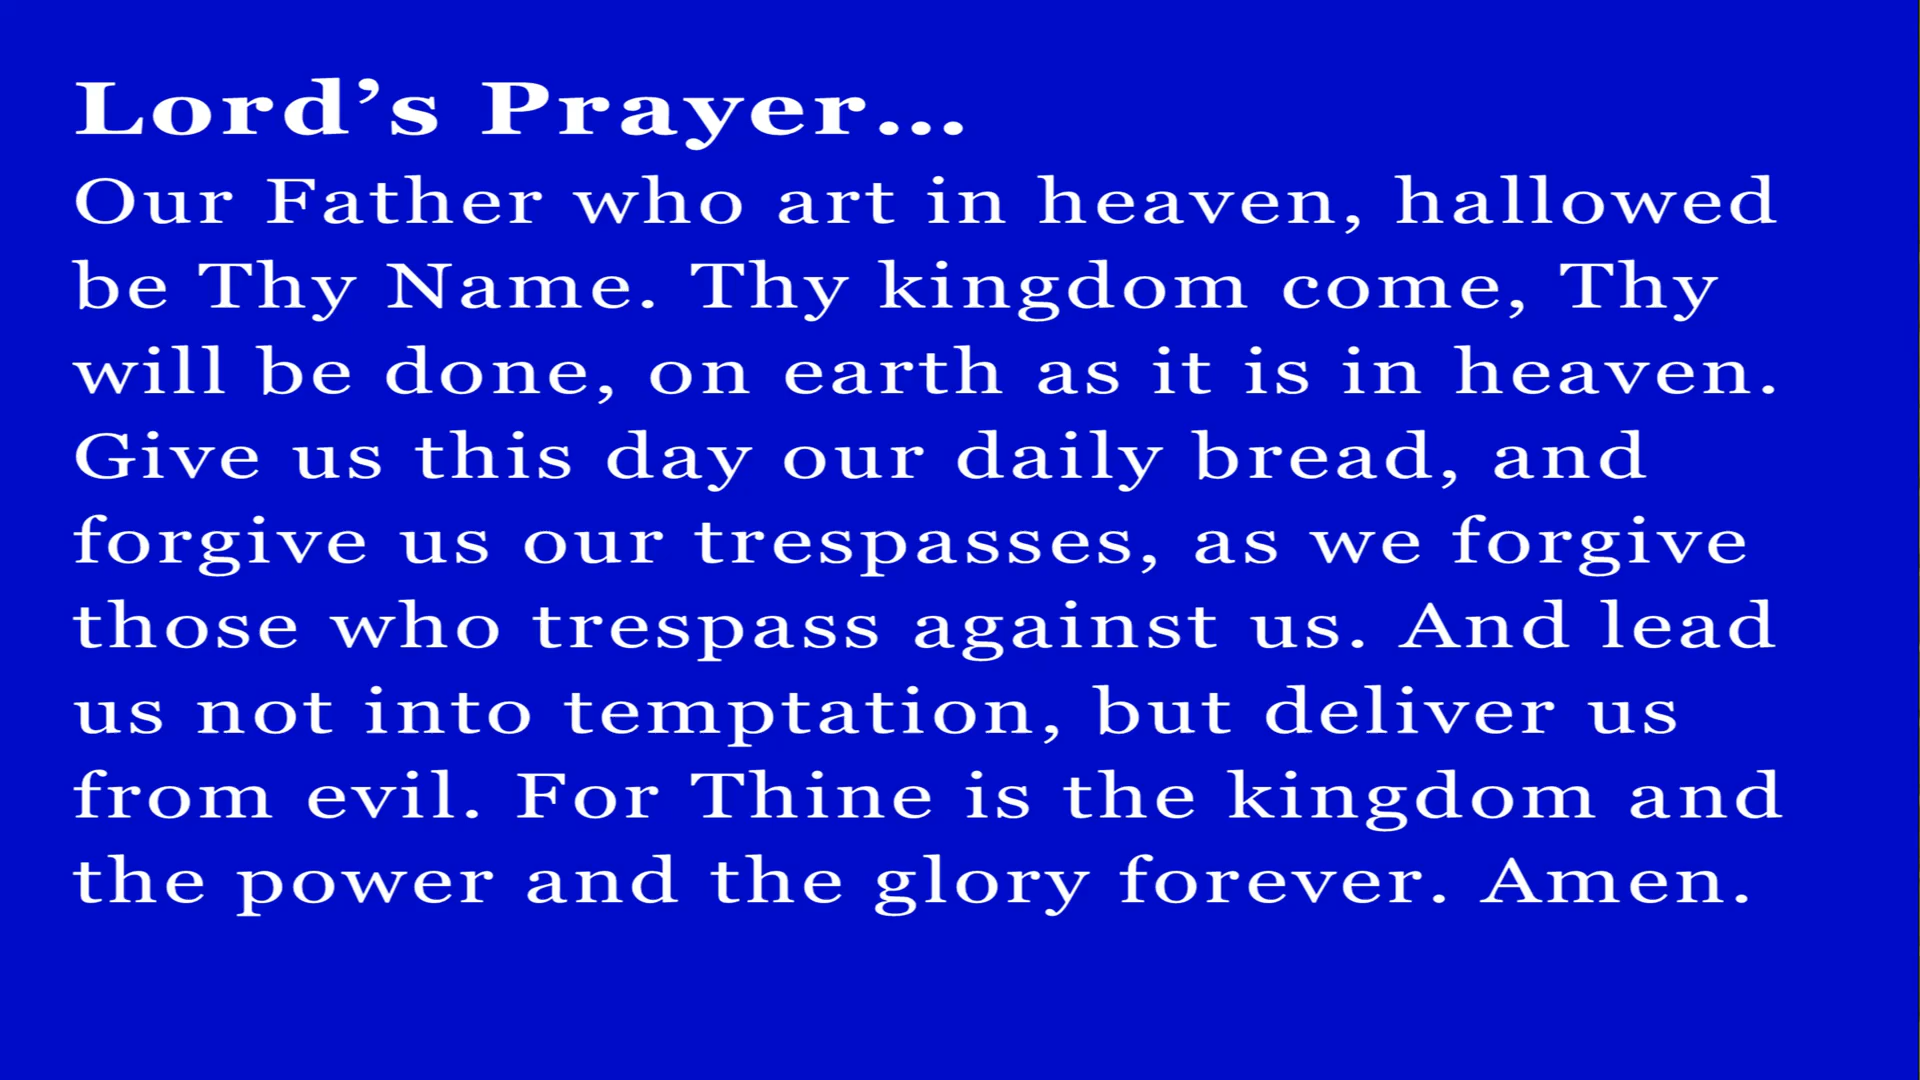 Lord’s Prayer...
Our Father who art in heaven, hallowed
be Thy Name. Thy kingdom come, Thy
will be done, on earth as it is in heaven.
Give us this day our daily bread, and
forgive us our trespasses, as we forgive
those who trespass against us. And lead
us not into temptation, but deliver us
from evil. For Thine is the kingdom and
the power and the glory forever. Amen.